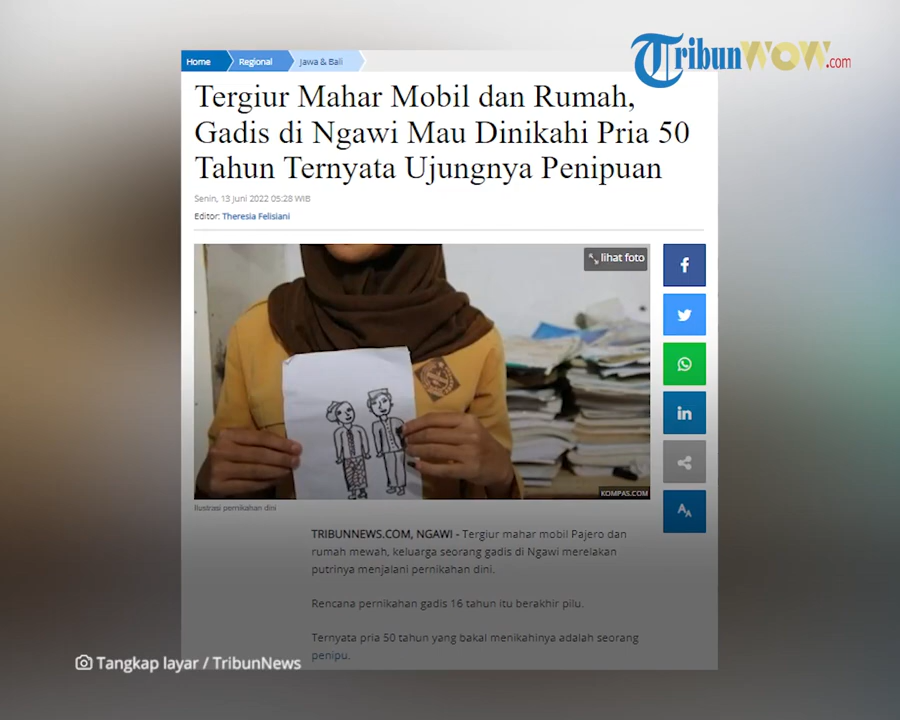 TribunWOW.com
Home Regional Jawa & Bali
Tergiur Mahar Mobil dan Rumah,
Gadis di Ngawi Mau Dinikahi Pria 50
Tahun Ternyata Ujungnya Penipuan
Senin, 13 Juni 2022 05:28 WIB
Editor: Theresia Felisiani
lihat foto
KOMPAS.COM
Ilustrasi pernikahan dini
TRIBUNNEWS.COM, NGAWI - Tergiur mahar mobil Pajero dan
rumah mewah, keluarga seorang gadis di Ngawi merelakan
putrinya menjalani pernikahan dini.
Rencana pernikahan gadis 16 tahun itu berakhir pilu.
Ternyata pria 50 tahun yang bakal menikahinya adalah seorang
penipu.
Tangkap layar / TribunNews